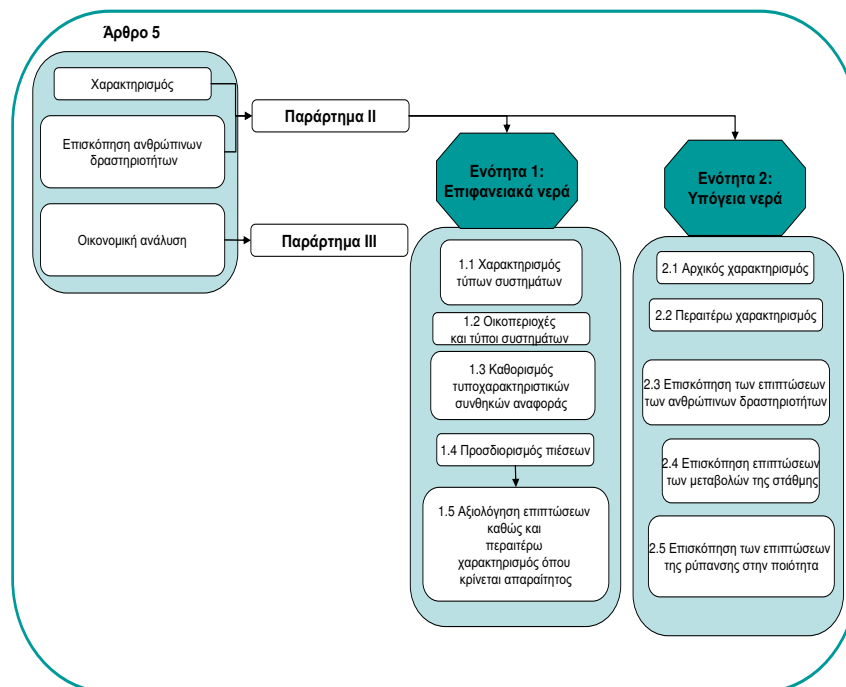 Άρθρο 5
Χαρακτηρισμός
Επισκόπηση ανθρώπινων
δραστηριοτήτων
Οικονομική ανάλυση
Παράρτημα ΙΙ
Παράρτημα ΙΙΙ
Ενότητα 1:
Επιφανειακά νερά
1.1 Χαρακτηρισμός
τύπων συστημάτων
1.2 Οικοπεριοχές
και τύποι συστημάτων
1.3 Καθορισμός
τυποχαρακτηριστικών
συνθηκών αναφοράς
1.4 Προσδιορισμός πιέσεων
1.5 Αξιολόγηση επιπτώσεων
καθώς και
περαιτέρω
χαρακτηρισμός όπου
κρίνεται απαραίτητος
Ενότητα 2:
Υπόγεια νερά
2.1 Αρχικός χαρακτηρισμός
2.2 Περαιτέρω χαρακτηρισμός
2.3 Επισκόπηση των επιπτώσεων
των ανθρώπινων δραστηριοτήτων
2.4 Επισκόπηση επιπτώσεων
των μεταβολών της στάθμης
2.5 Επισκόπηση των επιπτώσεων
της ρύπανσης στην ποιότητα